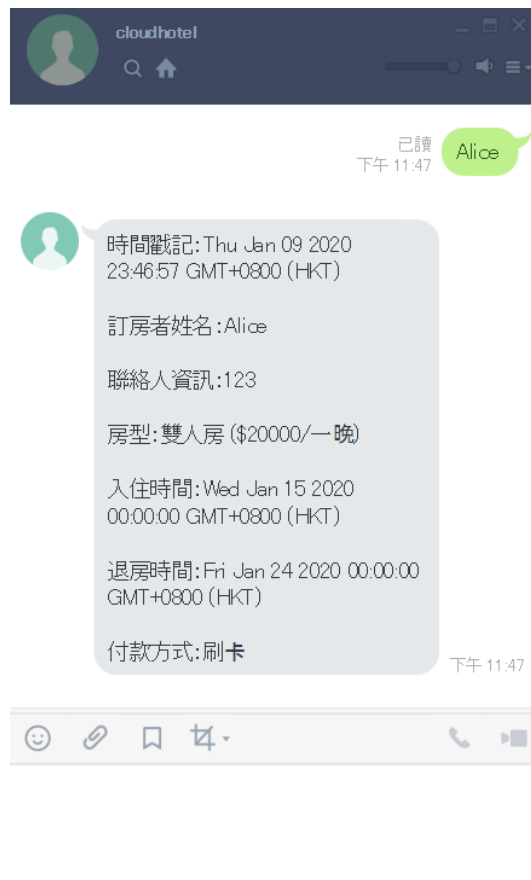 cloudhotel
已讀
下午 11:47
Alice
時間戳記:Thu Jan 09 2020
23:46:57 GMT+0800 (HKT)
訂房者姓名:Alice
聯絡人資訊:123
房型:雙人房 ($20000/一晚)
入住時間:Wed Jan 15 2020
00:00:00 GMT+0800 (HKT)
退房時間:Fri Jan 24 2020 00:00:00
GMT+0800 (HKT)
付款方式:刷卡
下午 11:47